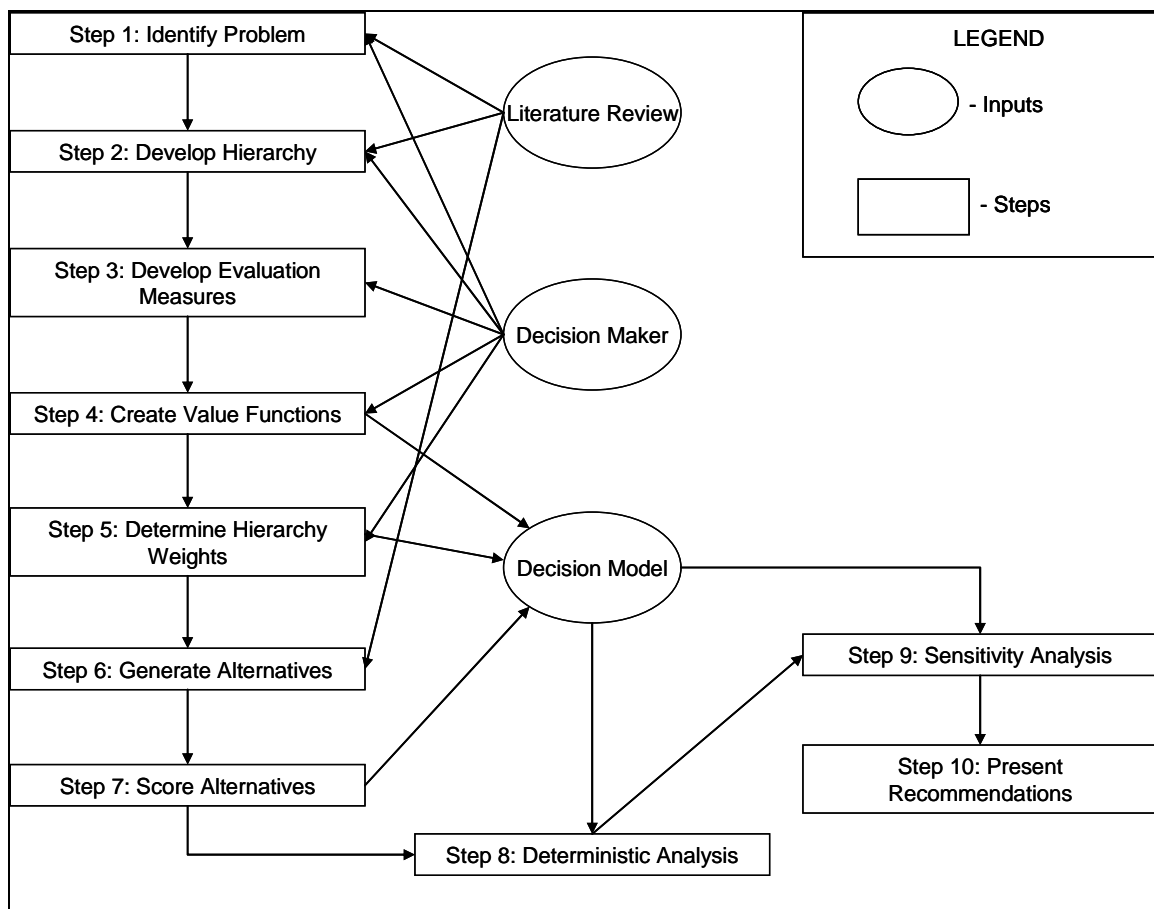 Step 1: Identify Problem
LEGEND
Literature Review
- Inputs
Step 2: Develop Hierarchy
- Steps
Step 3: Develop Evaluation
Measures
Decision Maker
Step 4: Create Value Functions
Step 5: Determine Hierarchy
Weights
Decision Model
Step 6: Generate Alternatives
Step 9: Sensitivity Analysis
Step 7: Score Alternatives
Step 10: Present
Recommendations
Step 8: Deterministic Analysis